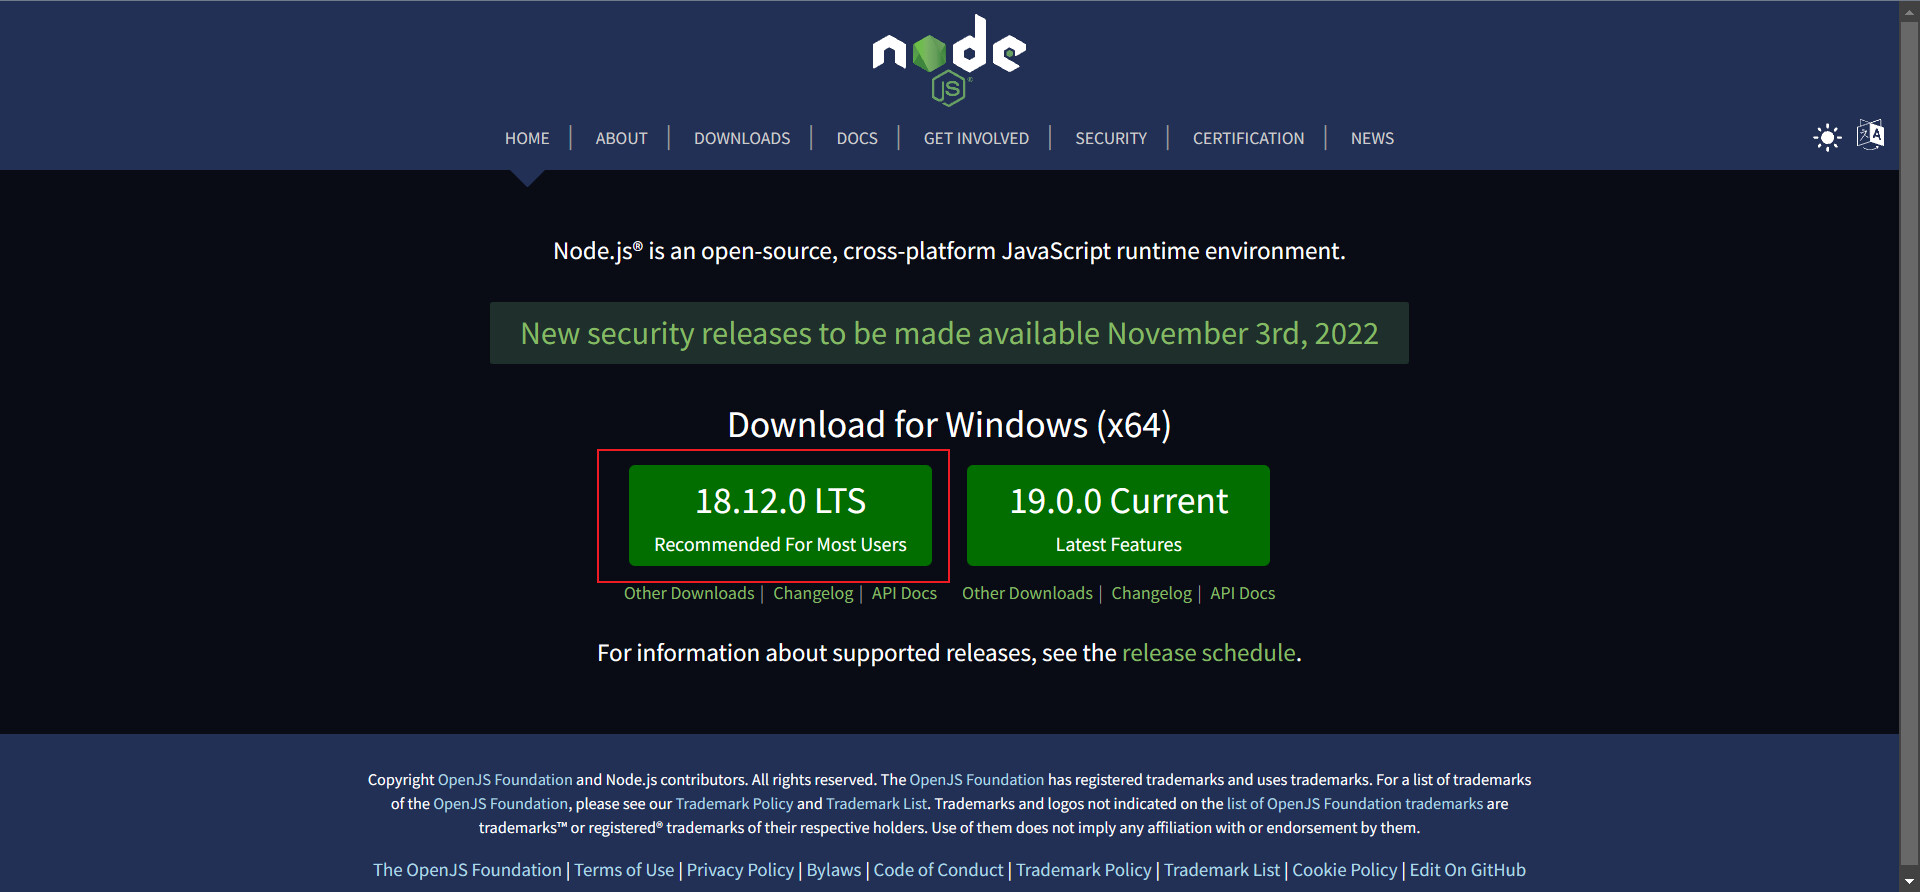 node
JS®
HOME | ABOUT | DOWNLOADS | DOCS | GET INVOLVED | SECURITY | CERTIFICATION | NEWS
文 A
Node.js® is an open-source, cross-platform JavaScript runtime environment.
New security releases to be made available November 3rd, 2022
Download for Windows (x64)
18.12.0 LTS
Recommended For Most Users
19.0.0 Current
Latest Features
Other Downloads | Changelog | API Docs
Other Downloads | Changelog | API Docs
For information about supported releases, see the release schedule.
Copyright OpenJS Foundation and Node.js contributors. All rights reserved. The OpenJS Foundation has registered trademarks and uses trademarks. For a list of trademarks
of the OpenJS Foundation, please see our Trademark Policy and Trademark List. Trademarks and logos not indicated on the list of OpenJS Foundation trademarks are
trademarks™ or registered® trademarks of their respective holders. Use of them does not imply any affiliation with or endorsement by them.
The OpenJS Foundation | Terms of Use | Privacy Policy | Bylaws | Code of Conduct | Trademark Policy | Trademark List | Cookie Policy | Edit On GitHub